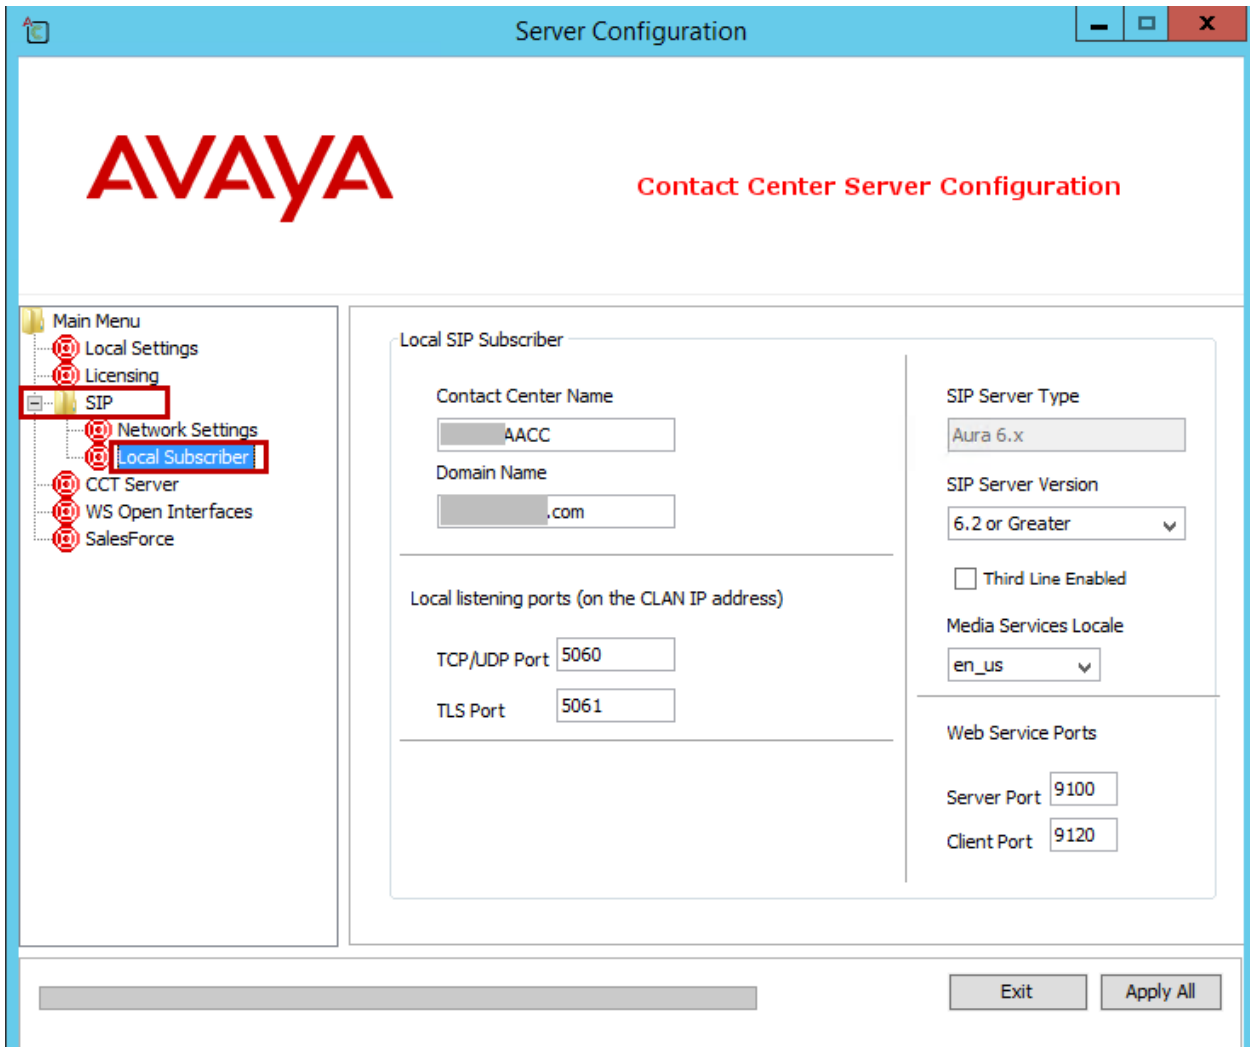 Server Configuration
AVAYA
Contact Center Server Configuration
Main Menu
Local Settings
Licensing
SIP
Network Settings
Local Subscriber
CCT Server
WS Open Interfaces
SalesForce
Local SIP Subscriber
Contact Center Name
AACC
Domain Name
.com
Local listening ports (on the CLAN IP address)
TCP/UDP Port 5060
TLS Port 5061
SIP Server Type
Aura 6.x
SIP Server Version
6.2 or Greater
Third Line Enabled
Media Services Locale
en_us
Web Service Ports
Server Port 9100
Client Port 9120
Exit
Apply All